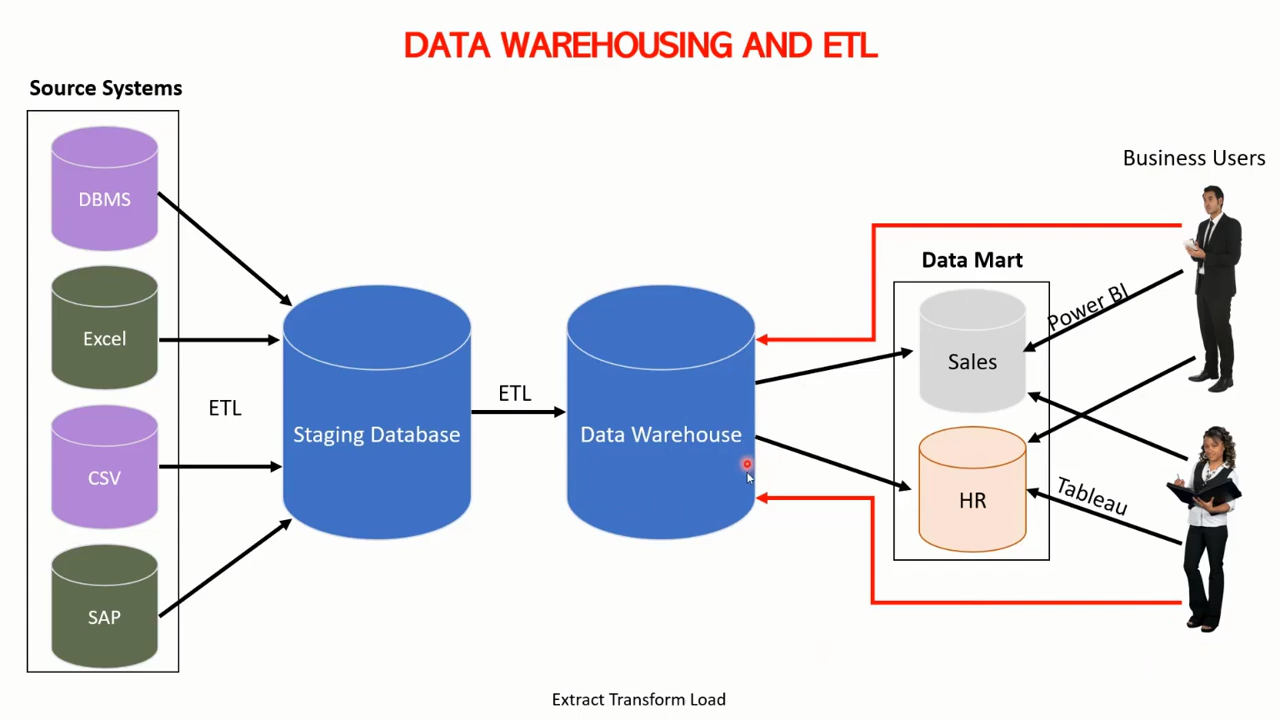 DATA WAREHOUSING AND ETL
Source Systems
DBMS
Excel
CSV
SAP
ETL
Staging Database
ETL
Data Warehouse
Data Mart
Sales
HR
Business Users
Power BI
Tableau
Extract Transform Load